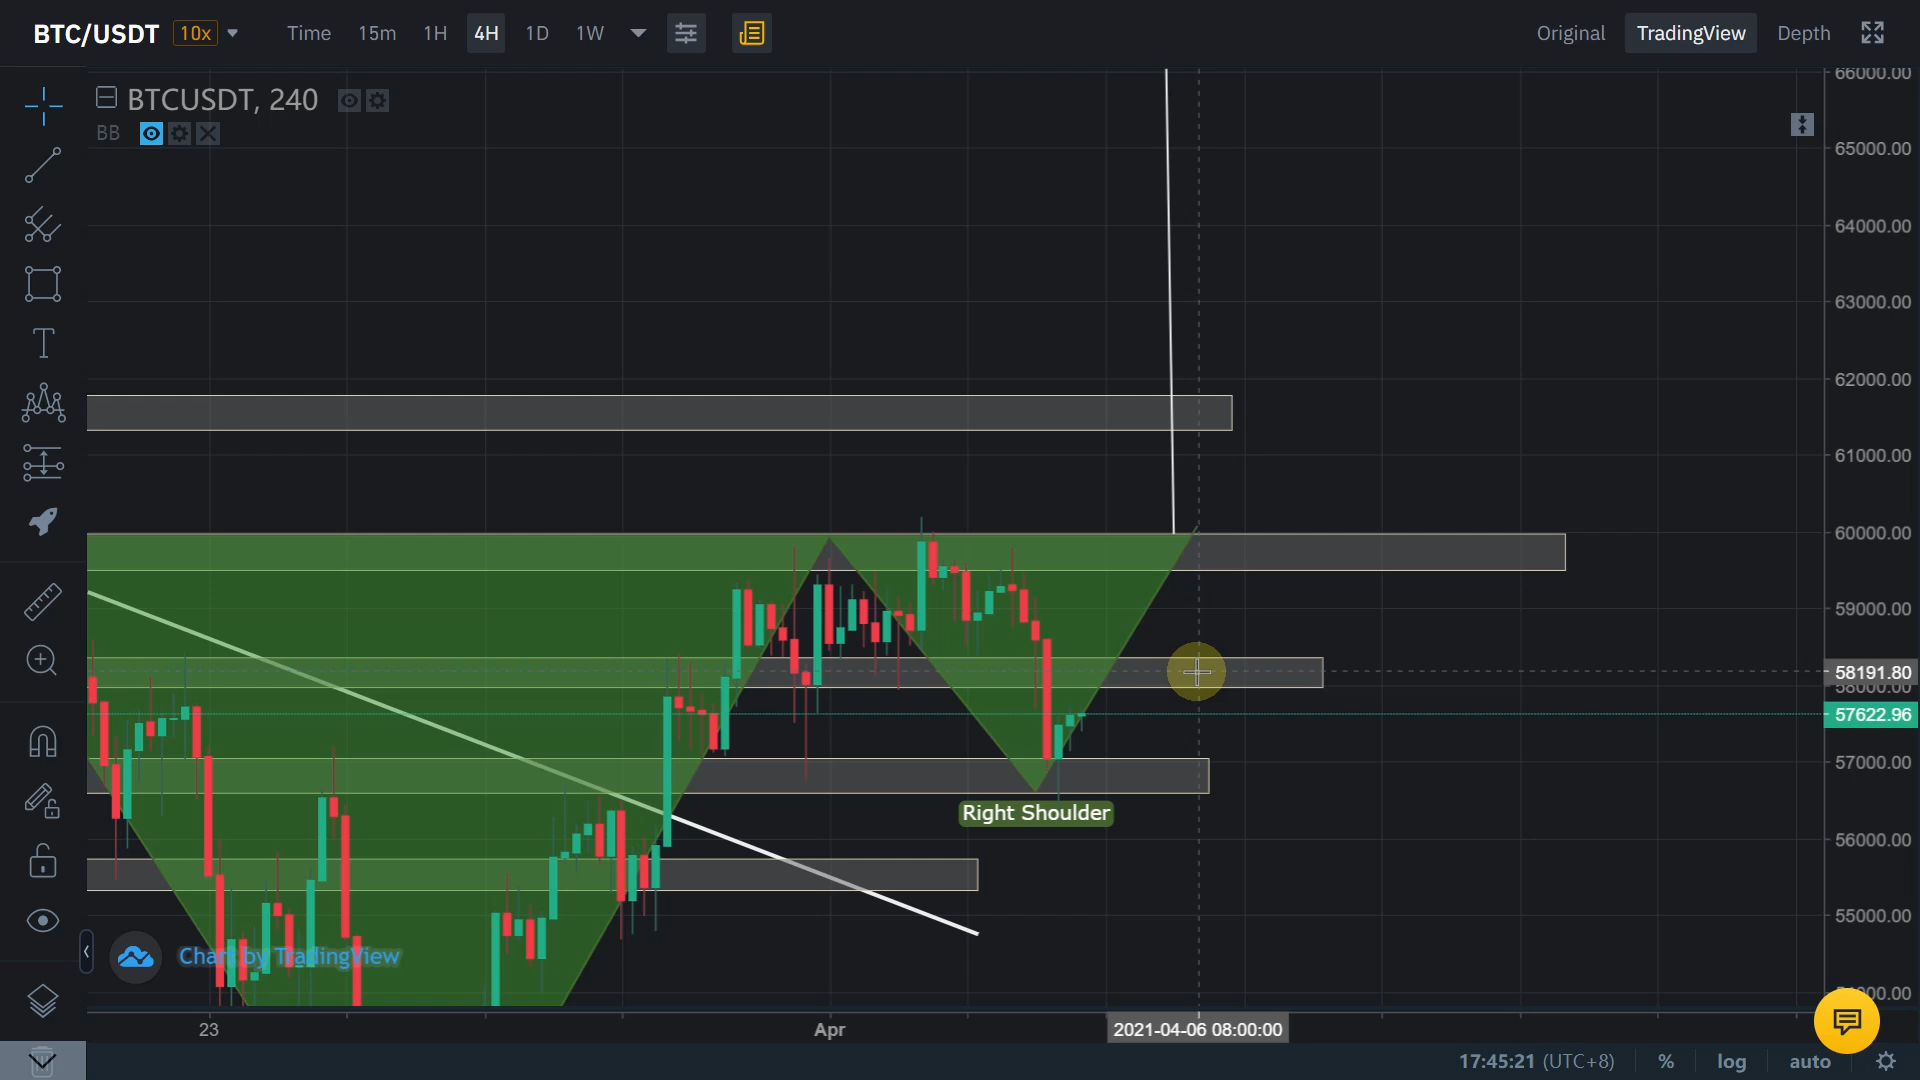 BTC/USDT 10x Time 15m 1H 4H 1D 1W Original TradingView Depth
BTCUSDT, 240
BB
66000.00
65000.00
64000.00
63000.00
62000.00
61000.00
60000.00
59000.00
58191.80
58000.00
57622.96
57000.00
Right Shoulder
56000.00
55000.00
Chart by TradingView
23 Apr 2021-04-06 08:00:00
17:45:21 (UTC+8) % log auto